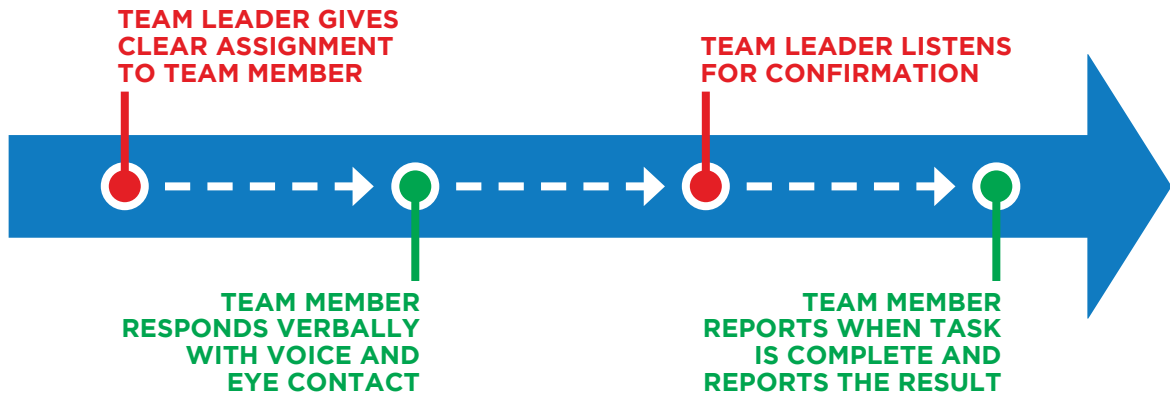 TEAM LEADER GIVES
CLEAR ASSIGNMENT
TO TEAM MEMBER
TEAM MEMBER
RESPONDS VERBALLY
WITH VOICE AND
EYE CONTACT
TEAM LEADER LISTENS
FOR CONFIRMATION
TEAM MEMBER
REPORTS WHEN TASK
IS COMPLETE AND
REPORTS THE RESULT